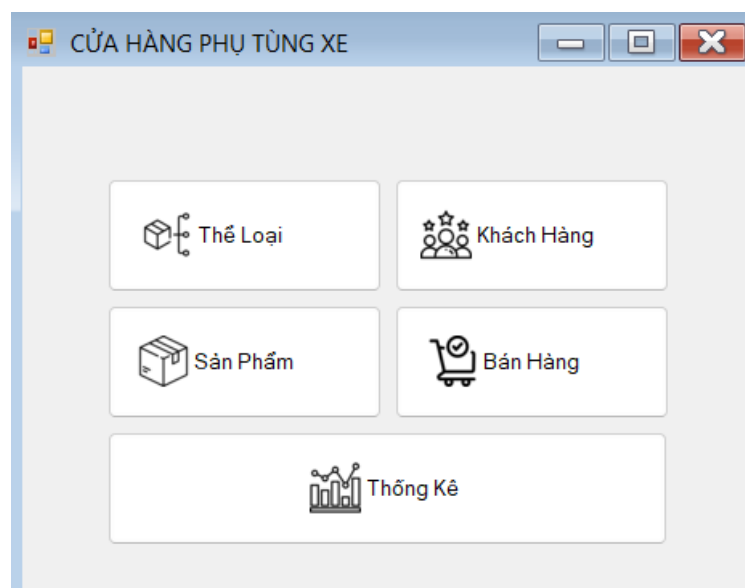 CỬA HÀNG PHỤ TÙNG XE
Thể Loại
Khách Hàng
Sản Phẩm
Bán Hàng
Thống Kê